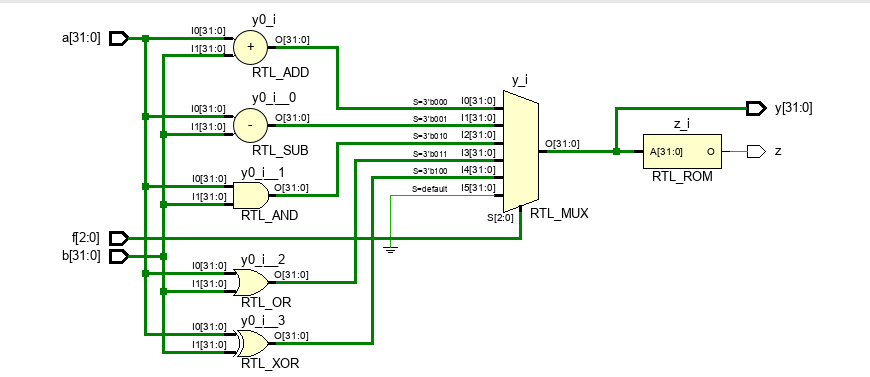 y0_i
a[31:0]
I0[31:0]
I1[31:0]
+
O[31:0]
RTL_ADD
y0_i__0
I0[31:0]
I1[31:0]
-
O[31:0]
RTL_SUB
y0_i__1
I0[31:0]
I1[31:0]
O[31:0]
RTL_AND
f[2:0]
b[31:0]
y0_i__2
I0[31:0]
I1[31:0]
O[31:0]
RTL_OR
y0_i__3
I0[31:0]
I1[31:0]
O[31:0]
RTL_XOR
y_i
S=3'b000 I0[31:0]
S=3'b001 I1[31:0]
S=3'b010 I2[31:0]
S=3'b011 I3[31:0]
S=3'b100 I4[31:0]
S=default I5[31:0]
S[2:0]
O[31:0]
RTL_MUX
y[31:0]
z_i
A[31:0] O
RTL_ROM
z